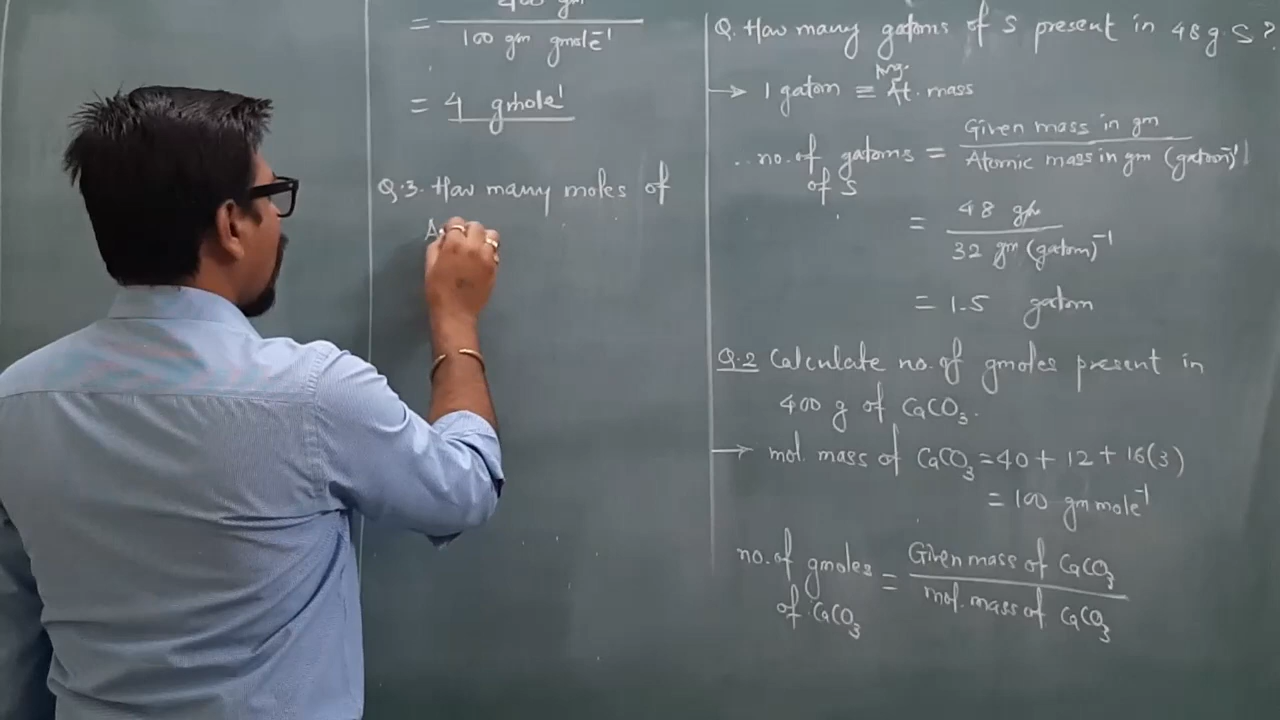 = 400 gm
100 gm gmole⁻¹
= 4 gmole¹
Q.3. How many moles of
A
Q. How many gatoms of S present in 48 g S ?
→ 1 gatom ≡ Avg. At. mass
no. of gatoms of S = Given mass in gm
Atomic mass in gm (gatom)⁻¹
= 48 gm
32 gm (gatom)⁻¹
= 1.5 gatom
Q.2 Calculate no. of gmoles present in
400 g of CaCO₃.
→ mol. mass of CaCO₃ = 40 + 12 + 16(3)
= 100 gm mole⁻¹
no. of gmoles of CaCO₃ = Given mass of CaCO₃
mol. mass of CaCO₃